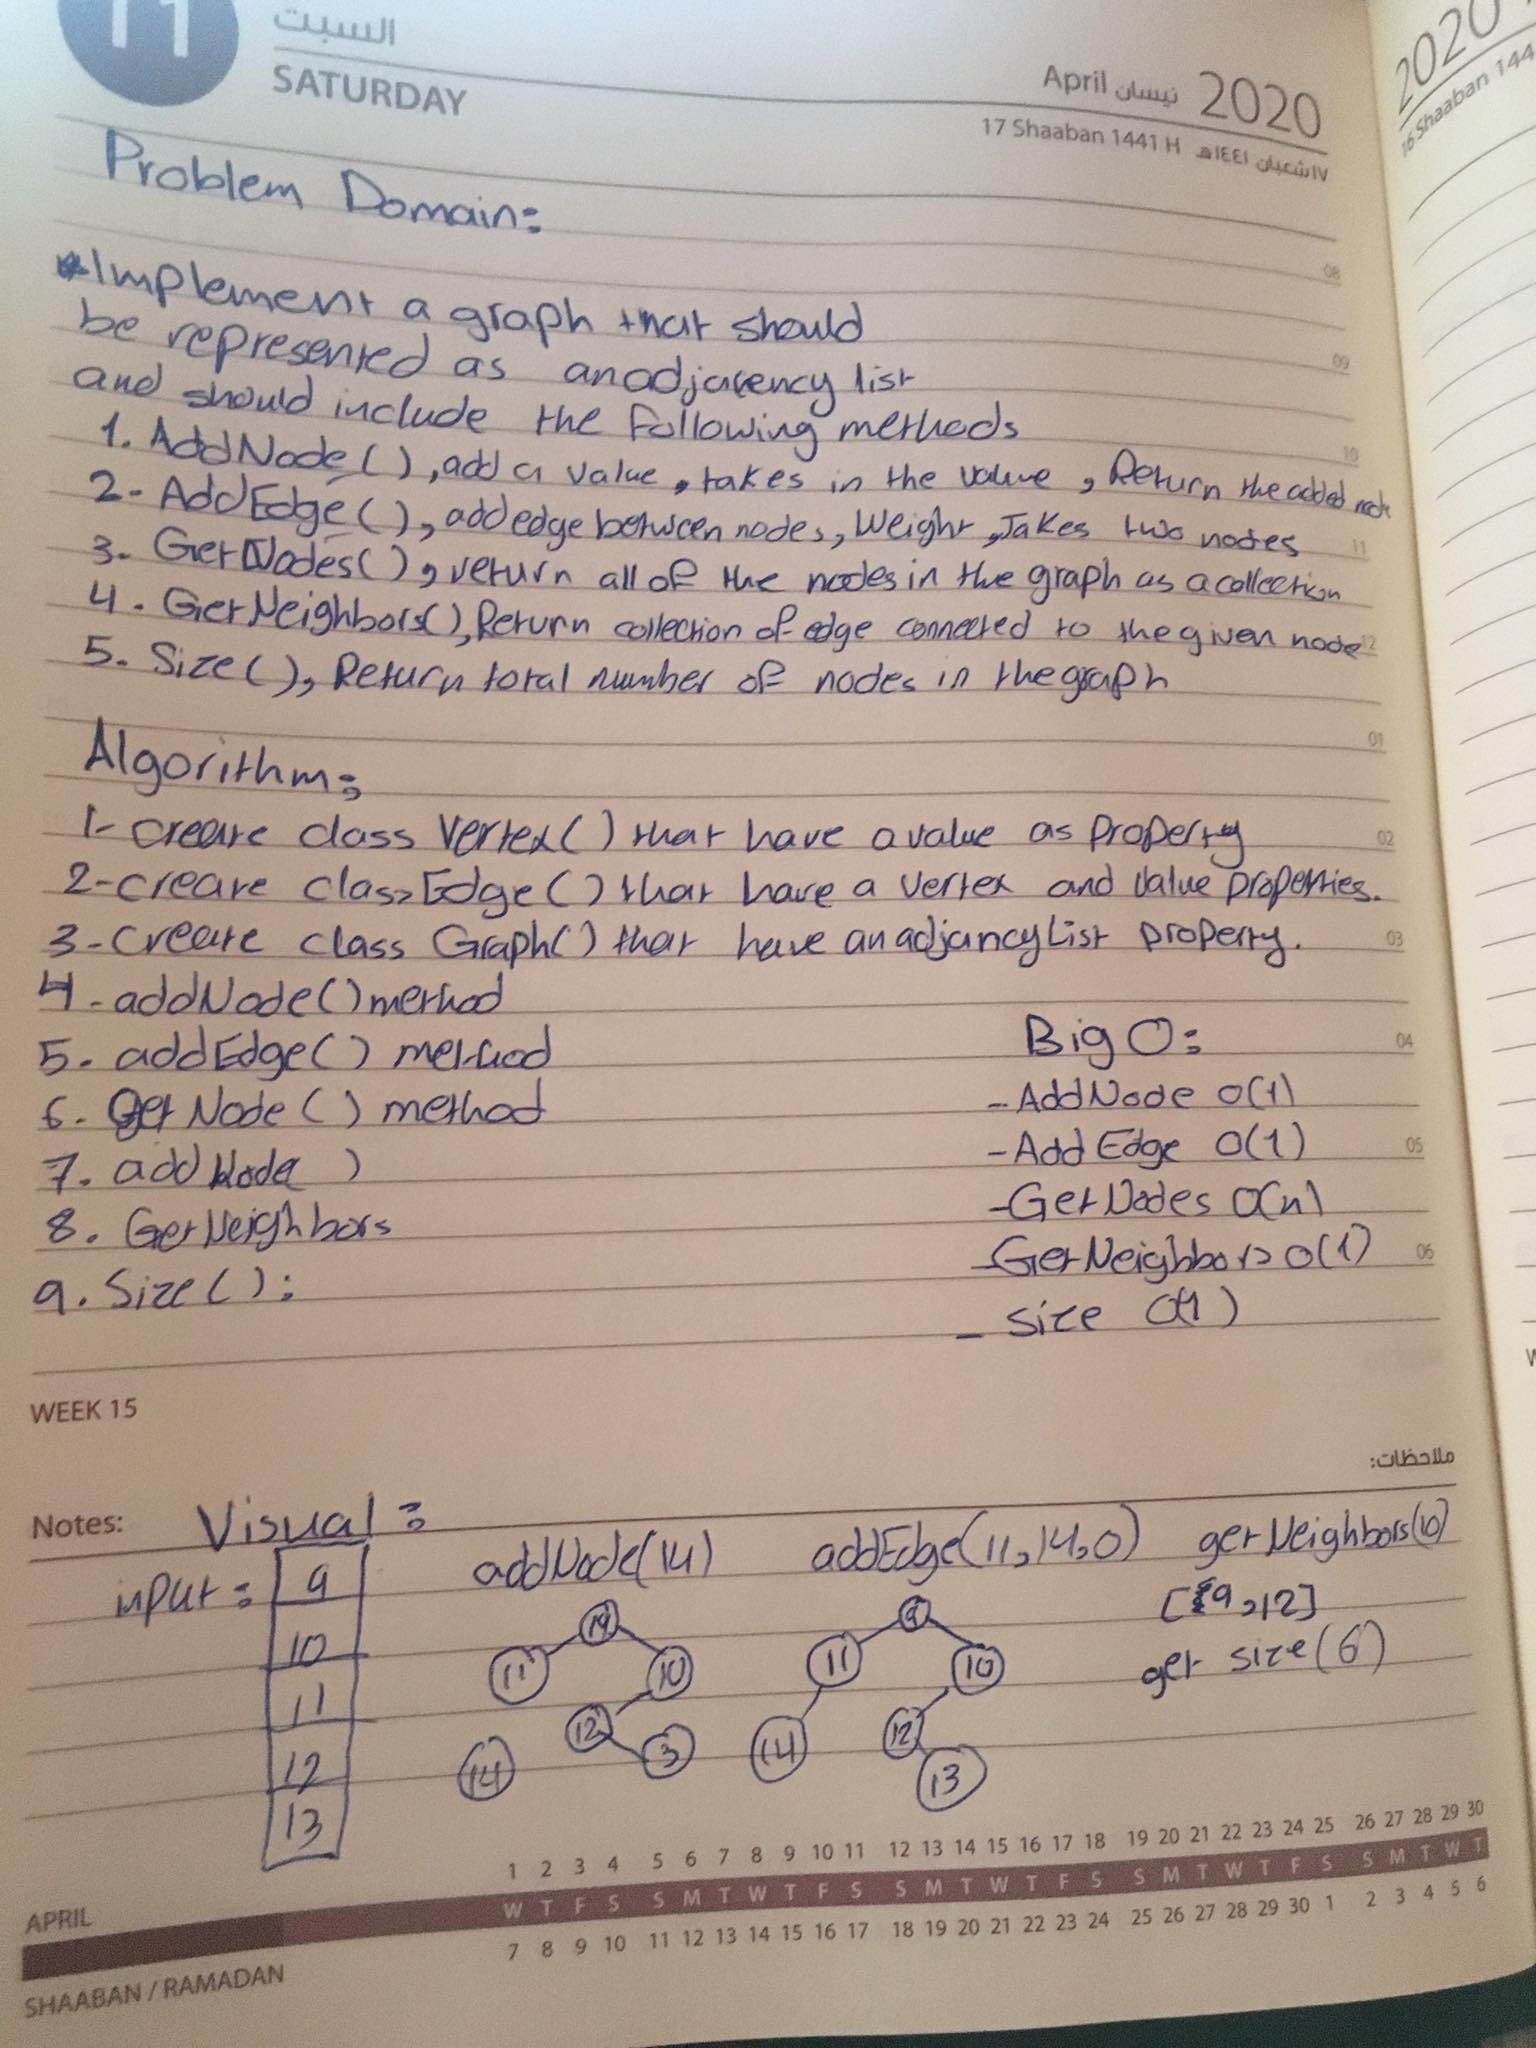 11
السبت
SATURDAY
April نيسان 2020
17 Shaaban 1441 H ١٧ شعبان ١٤٤١هـ
2020
16 Shaaban 144
Problem Domain:
Implement a graph that should
be represented as an adjacency list
and should include the following methods
1. AddNode(), add a value, takes in the value, Return the added node
2- AddEdge(), add edge between nodes, Weight, Takes two nodes
3. GetNodes(), return all of the nodes in the graph as a collection
4. GetNeighbors(), Return collection of edge connected to the given node
5. Size(), Return total number of nodes in the graph
Algorithm:
1- create class Vertex() that have a value as property
2- create class Edge() that have a vertex and value properties.
3- create class Graph() that have an adjancyList property.
4- addNode() method
5. addEdge() method
6. Get Node() method
7. add Node )
8. GetNeighbors
9. Size():
Big O:
- AddNode O(1)
- AddEdge O(1)
- GetNodes O(n)
- GetNeighbors O(1)
- size O(1)
08
09
10
11
12
01
02
03
04
05
06
WEEK 15
ملاحظات:
Notes:
Visual:
input: 9
10
11
12
13
addNode(14)
11 10
12 3
14
addEdge(11,14,0)
9
11 10
14 12
13
getNeighbors(10)
[9,12]
get size(6)
1 2 3 4 5 6 7 8 9 10 11 12 13 14 15 16 17 18 19 20 21 22 23 24 25 26 27 28 29 30
APRIL W T F S S M T W T F S S M T W T F S S M T W T F S S M T W T
SHAABAN / RAMADAN 7 8 9 10 11 12 13 14 15 16 17 18 19 20 21 22 23 24 25 26 27 28 29 30 1 2 3 4 5 6